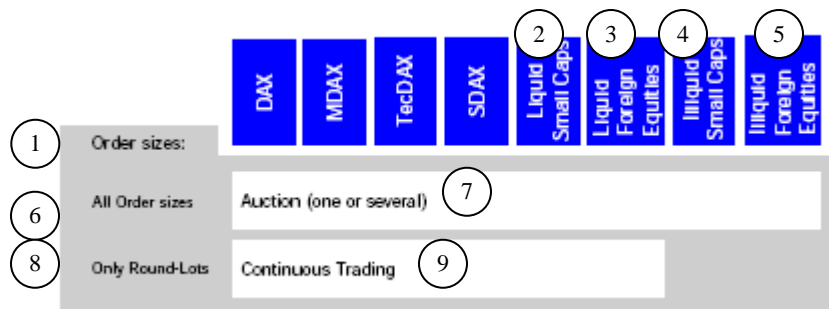 2 3 4 5
DAX
MDAX
TecDAX
SDAX
Liquid
Small Caps
Liquid
Foreign
Equities
Illiquid
Small Caps
Illiquid
Foreign
Equities
1 Order sizes:
6 All Order sizes Auction (one or several) 7
8 Only Round-Lots Continuous Trading 9